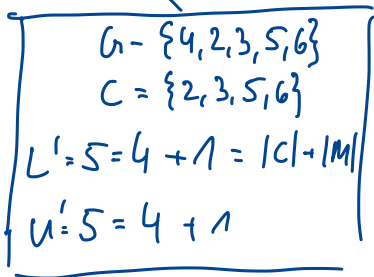 G - {4,2,3,5,6}
C = {2,3,5,6}
L' = 5 = 4 + 1 = |C| + |M|
U' = 5 = 4 + 1